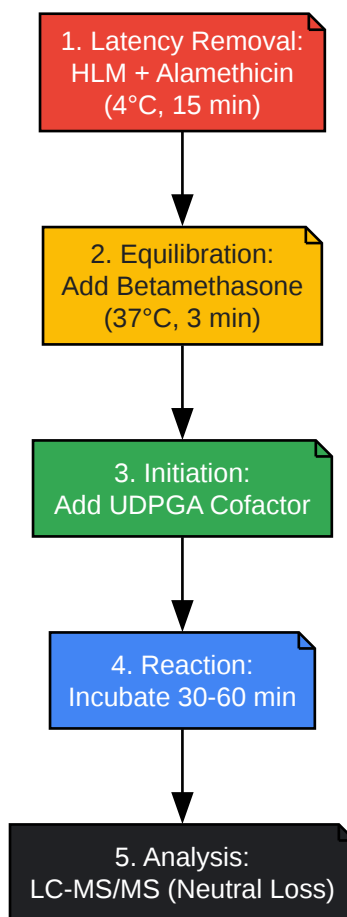 1. Latency Removal:
HLM + Alamethicin
(4°C, 15 min)
2. Equilibration:
Add Betamethasone
(37°C, 3 min)
3. Initiation:
Add UDPGA Cofactor
4. Reaction:
Incubate 30-60 min
5. Analysis:
LC-MS/MS (Neutral Loss)